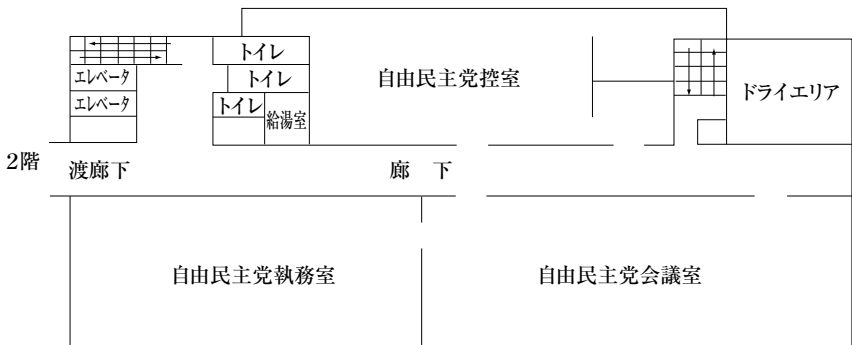 トイレ
トイレ
自由民主党控室
エレベータ
エレベータ
トイレ
給湯室
ドライエリア
2階
渡廊下
廊 下
自由民主党執務室
自由民主党会議室